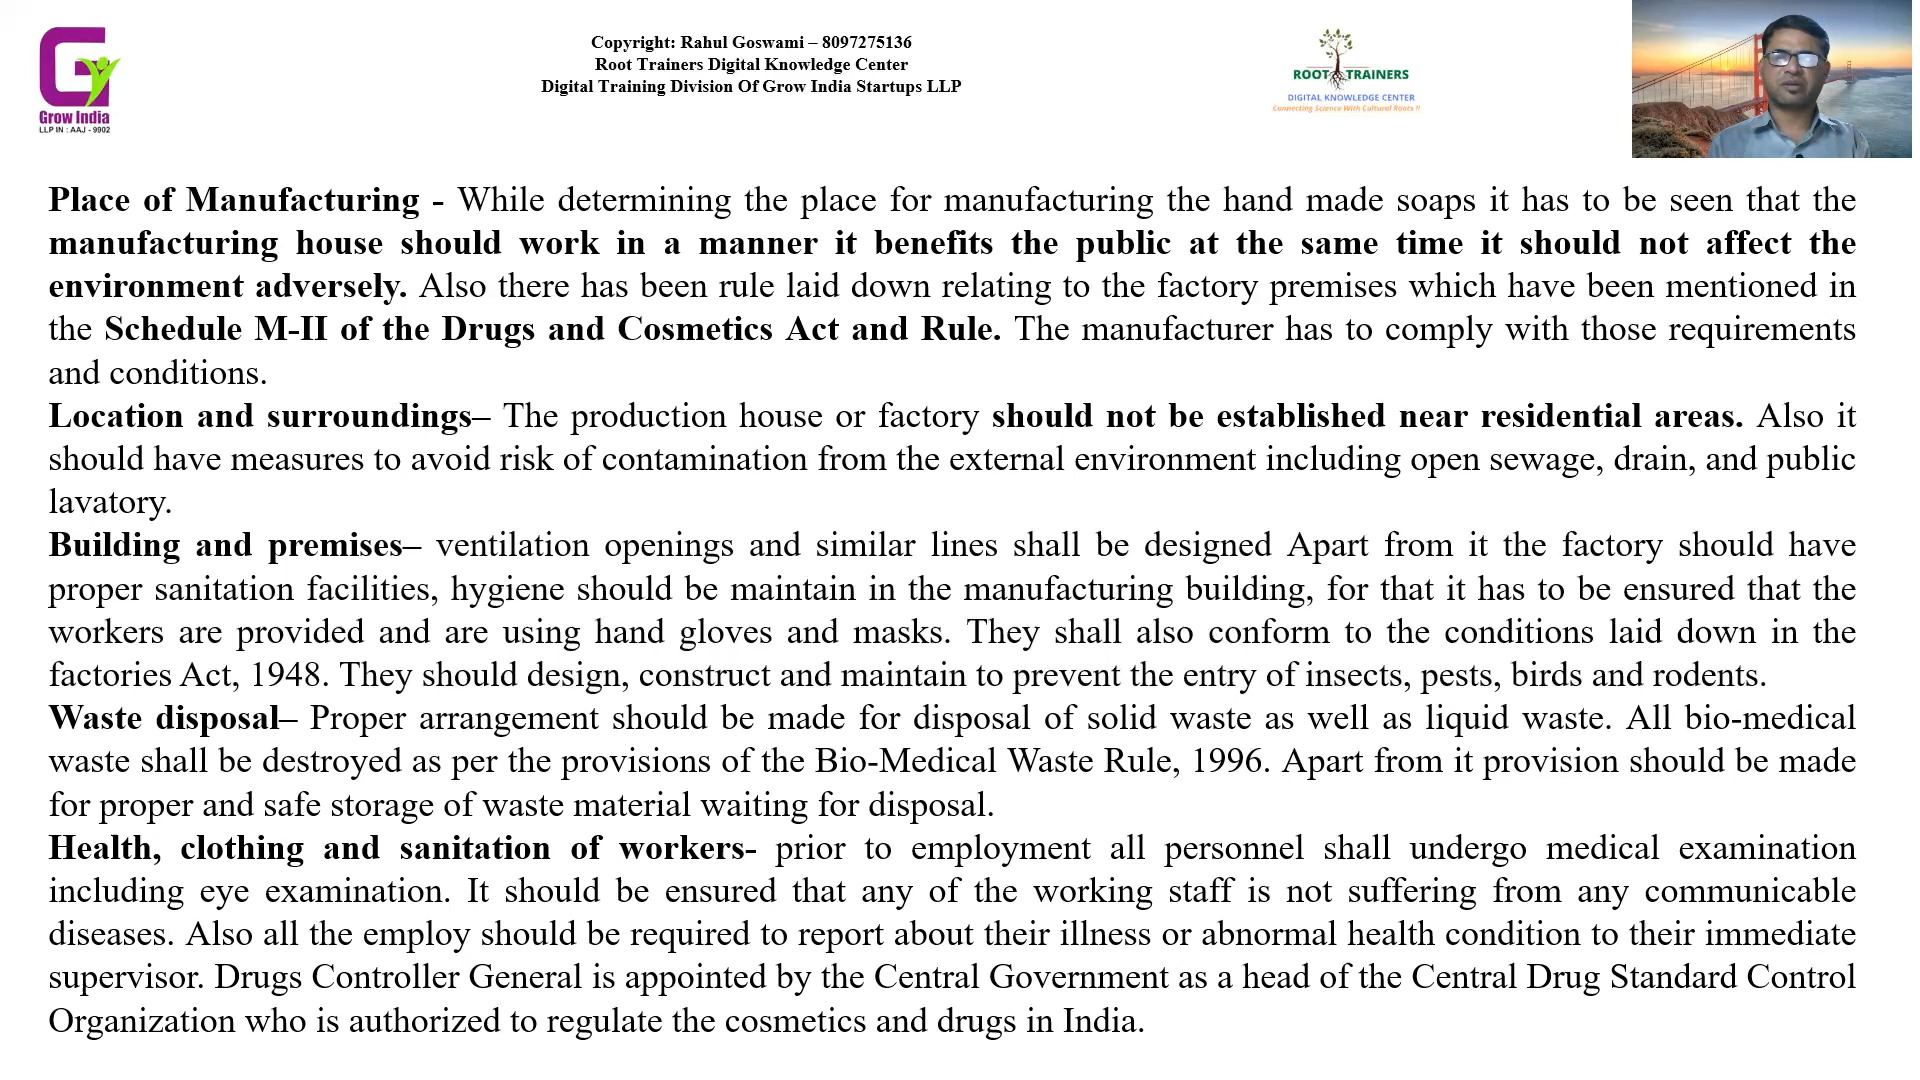 Grow India
LLP IN : AAJ - 9902
Copyright: Rahul Goswami – 8097275136
Root Trainers Digital Knowledge Center
Digital Training Division Of Grow India Startups LLP
ROOT TRAINERS
DIGITAL KNOWLEDGE CENTER
Connecting Science With Cultural Roots !!
Place of Manufacturing - While determining the place for manufacturing the hand made soaps it has to be seen that the
manufacturing house should work in a manner it benefits the public at the same time it should not affect the
environment adversely. Also there has been rule laid down relating to the factory premises which have been mentioned in
the Schedule M-II of the Drugs and Cosmetics Act and Rule. The manufacturer has to comply with those requirements
and conditions.
Location and surroundings– The production house or factory should not be established near residential areas. Also it
should have measures to avoid risk of contamination from the external environment including open sewage, drain, and public
lavatory.
Building and premises– ventilation openings and similar lines shall be designed Apart from it the factory should have
proper sanitation facilities, hygiene should be maintain in the manufacturing building, for that it has to be ensured that the
workers are provided and are using hand gloves and masks. They shall also conform to the conditions laid down in the
factories Act, 1948. They should design, construct and maintain to prevent the entry of insects, pests, birds and rodents.
Waste disposal– Proper arrangement should be made for disposal of solid waste as well as liquid waste. All bio-medical
waste shall be destroyed as per the provisions of the Bio-Medical Waste Rule, 1996. Apart from it provision should be made
for proper and safe storage of waste material waiting for disposal.
Health, clothing and sanitation of workers- prior to employment all personnel shall undergo medical examination
including eye examination. It should be ensured that any of the working staff is not suffering from any communicable
diseases. Also all the employ should be required to report about their illness or abnormal health condition to their immediate
supervisor. Drugs Controller General is appointed by the Central Government as a head of the Central Drug Standard Control
Organization who is authorized to regulate the cosmetics and drugs in India.